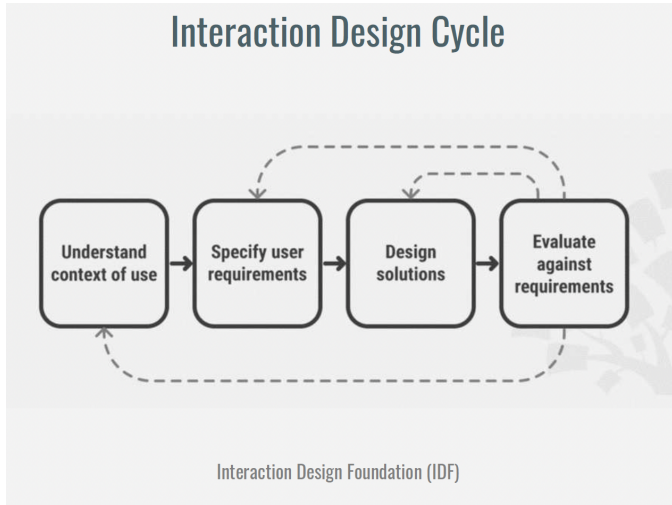 Interaction Design Cycle
Understand
context of use
Specify user
requirements
Design
solutions
Evaluate
against
requirements
Interaction Design Foundation (IDF)